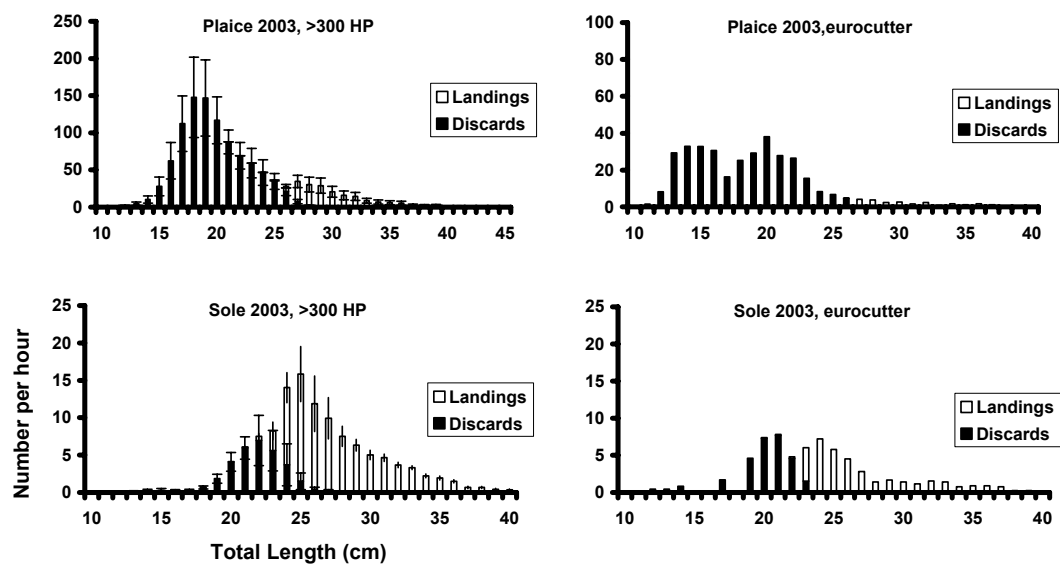 Plaice 2003, >300 HP
250
200
150
100
50
0
Landings
Discards
10 15 20 25 30 35 40 45
Plaice 2003,eurocutter
100
80
60
40
20
0
Landings
Discards
10 15 20 25 30 35 40
Sole 2003, >300 HP
25
20
15
10
5
0
Landings
Discards
10 15 20 25 30 35 40
Number per hour
Total Length (cm)
Sole 2003, eurocutter
25
20
15
10
5
0
Landings
Discards
10 15 20 25 30 35 40